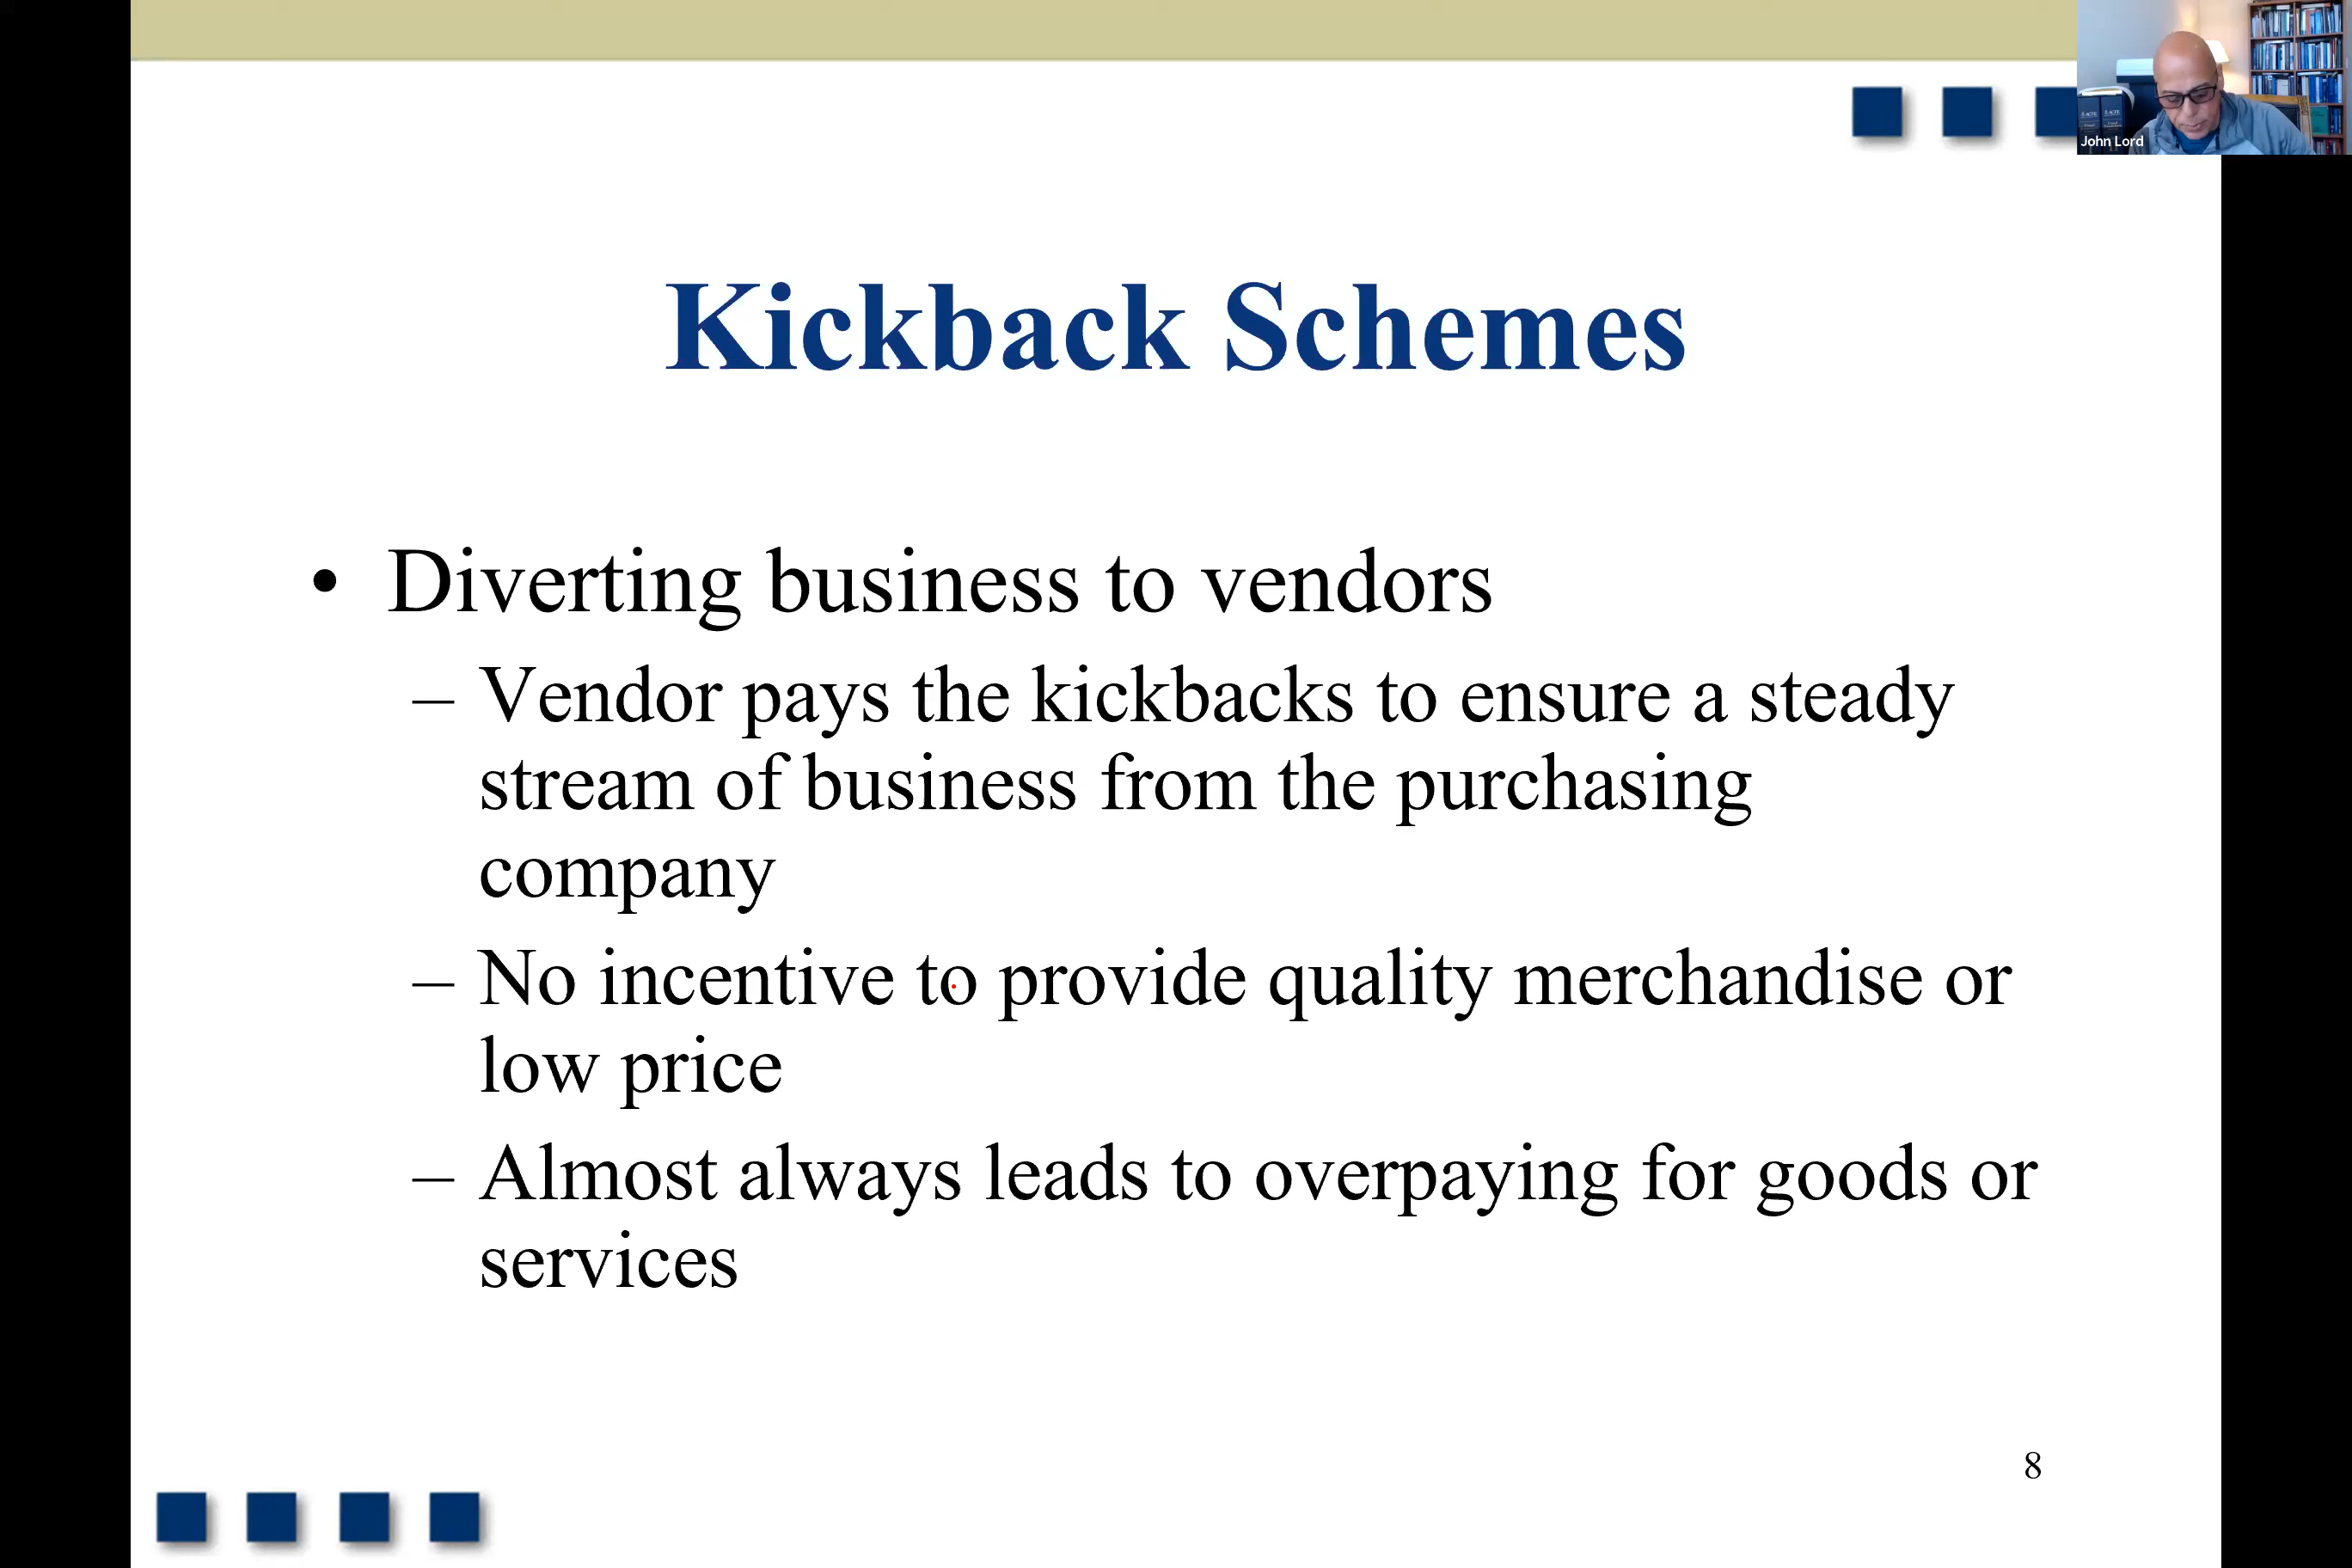 John Lord
Kickback Schemes
• Diverting business to vendors
– Vendor pays the kickbacks to ensure a steady
stream of business from the purchasing
company
– No incentive to provide quality merchandise or
low price
– Almost always leads to overpaying for goods or
services
8